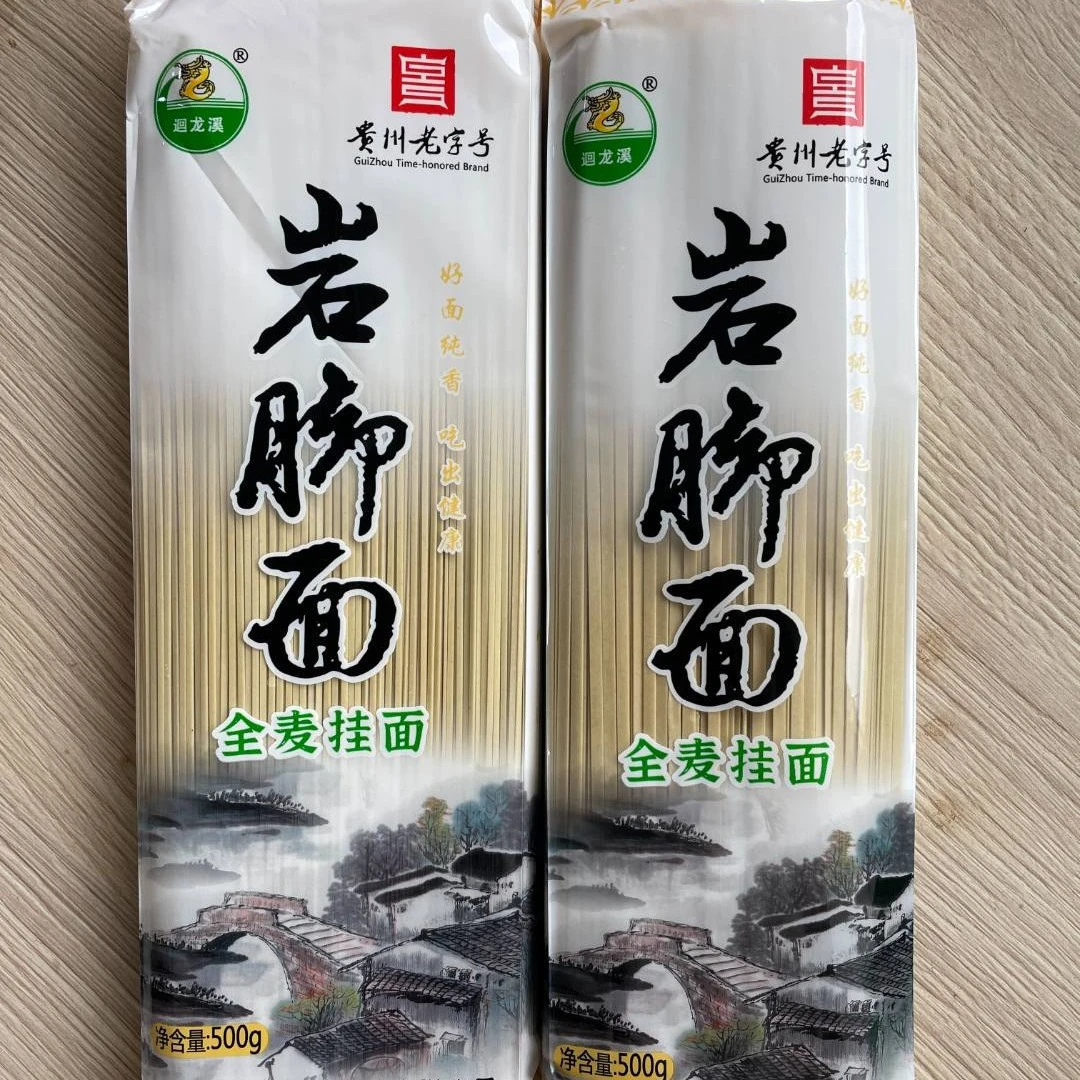 迴龙溪
®
貴州老字号
GuiZhou Time-honored Brand
岩脚面
好面纯香 吃出健康
全麦挂面
净含量:500g
迴龙溪
®
貴州老字号
GuiZhou Time-honored Brand
岩脚面
好面纯香 吃出健康
全麦挂面
净含量:500g